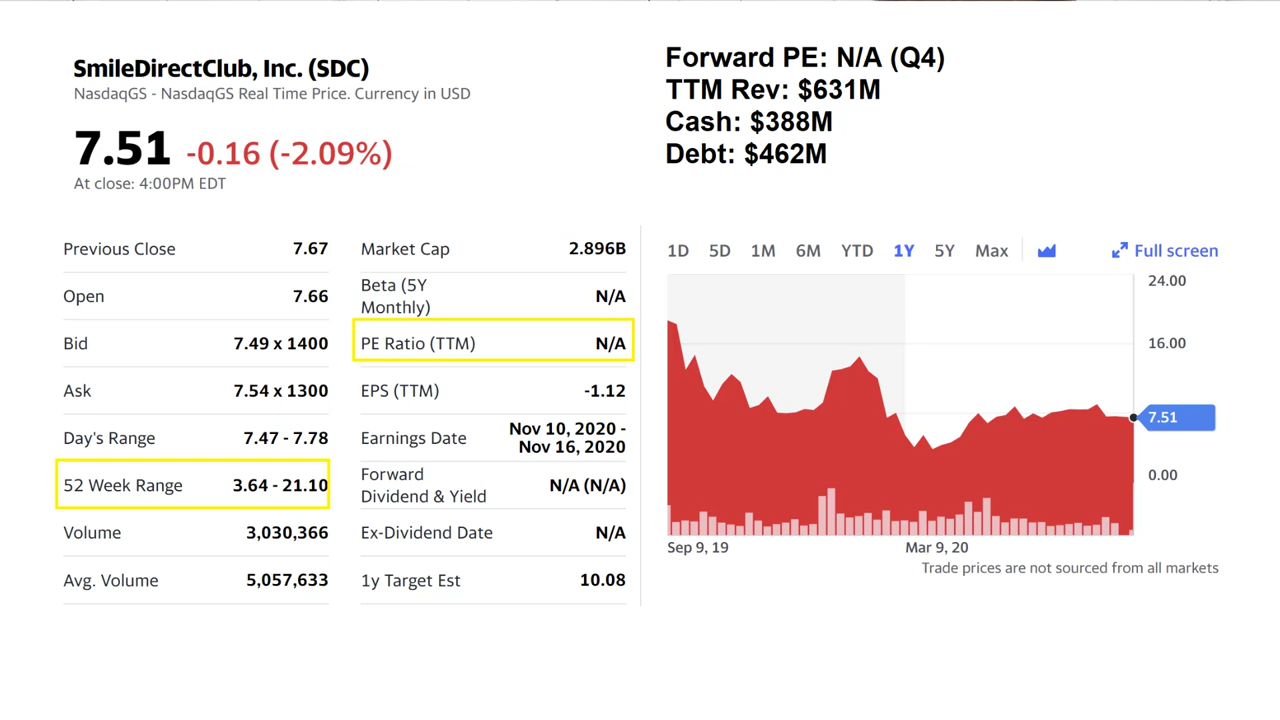 SmileDirectClub, Inc. (SDC)
NasdaqGS - NasdaqGS Real Time Price. Currency in USD
7.51 -0.16 (-2.09%)
At close: 4:00PM EDT
Forward PE: N/A (Q4)
TTM Rev: $631M
Cash: $388M
Debt: $462M
Previous Close 7.67
Open 7.66
Bid 7.49 x 1400
Ask 7.54 x 1300
Day's Range 7.47 - 7.78
52 Week Range 3.64 - 21.10
Volume 3,030,366
Avg. Volume 5,057,633
Market Cap 2.896B
Beta (5Y
Monthly) N/A
PE Ratio (TTM) N/A
EPS (TTM) -1.12
Earnings Date Nov 10, 2020 -
Nov 16, 2020
Forward
Dividend & Yield N/A (N/A)
Ex-Dividend Date N/A
1y Target Est 10.08
1D 5D 1M 6M YTD 1Y 5Y Max Full screen
24.00
16.00
7.51
0.00
Sep 9, 19 Mar 9, 20
Trade prices are not sourced from all markets